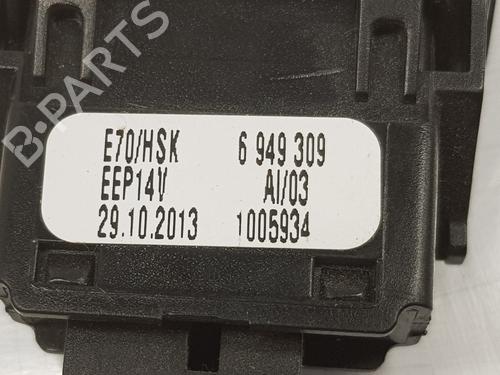 B-PARTS
E70/HSK 6 949 309
EEP14V AI/03
29.10.2013 1005934